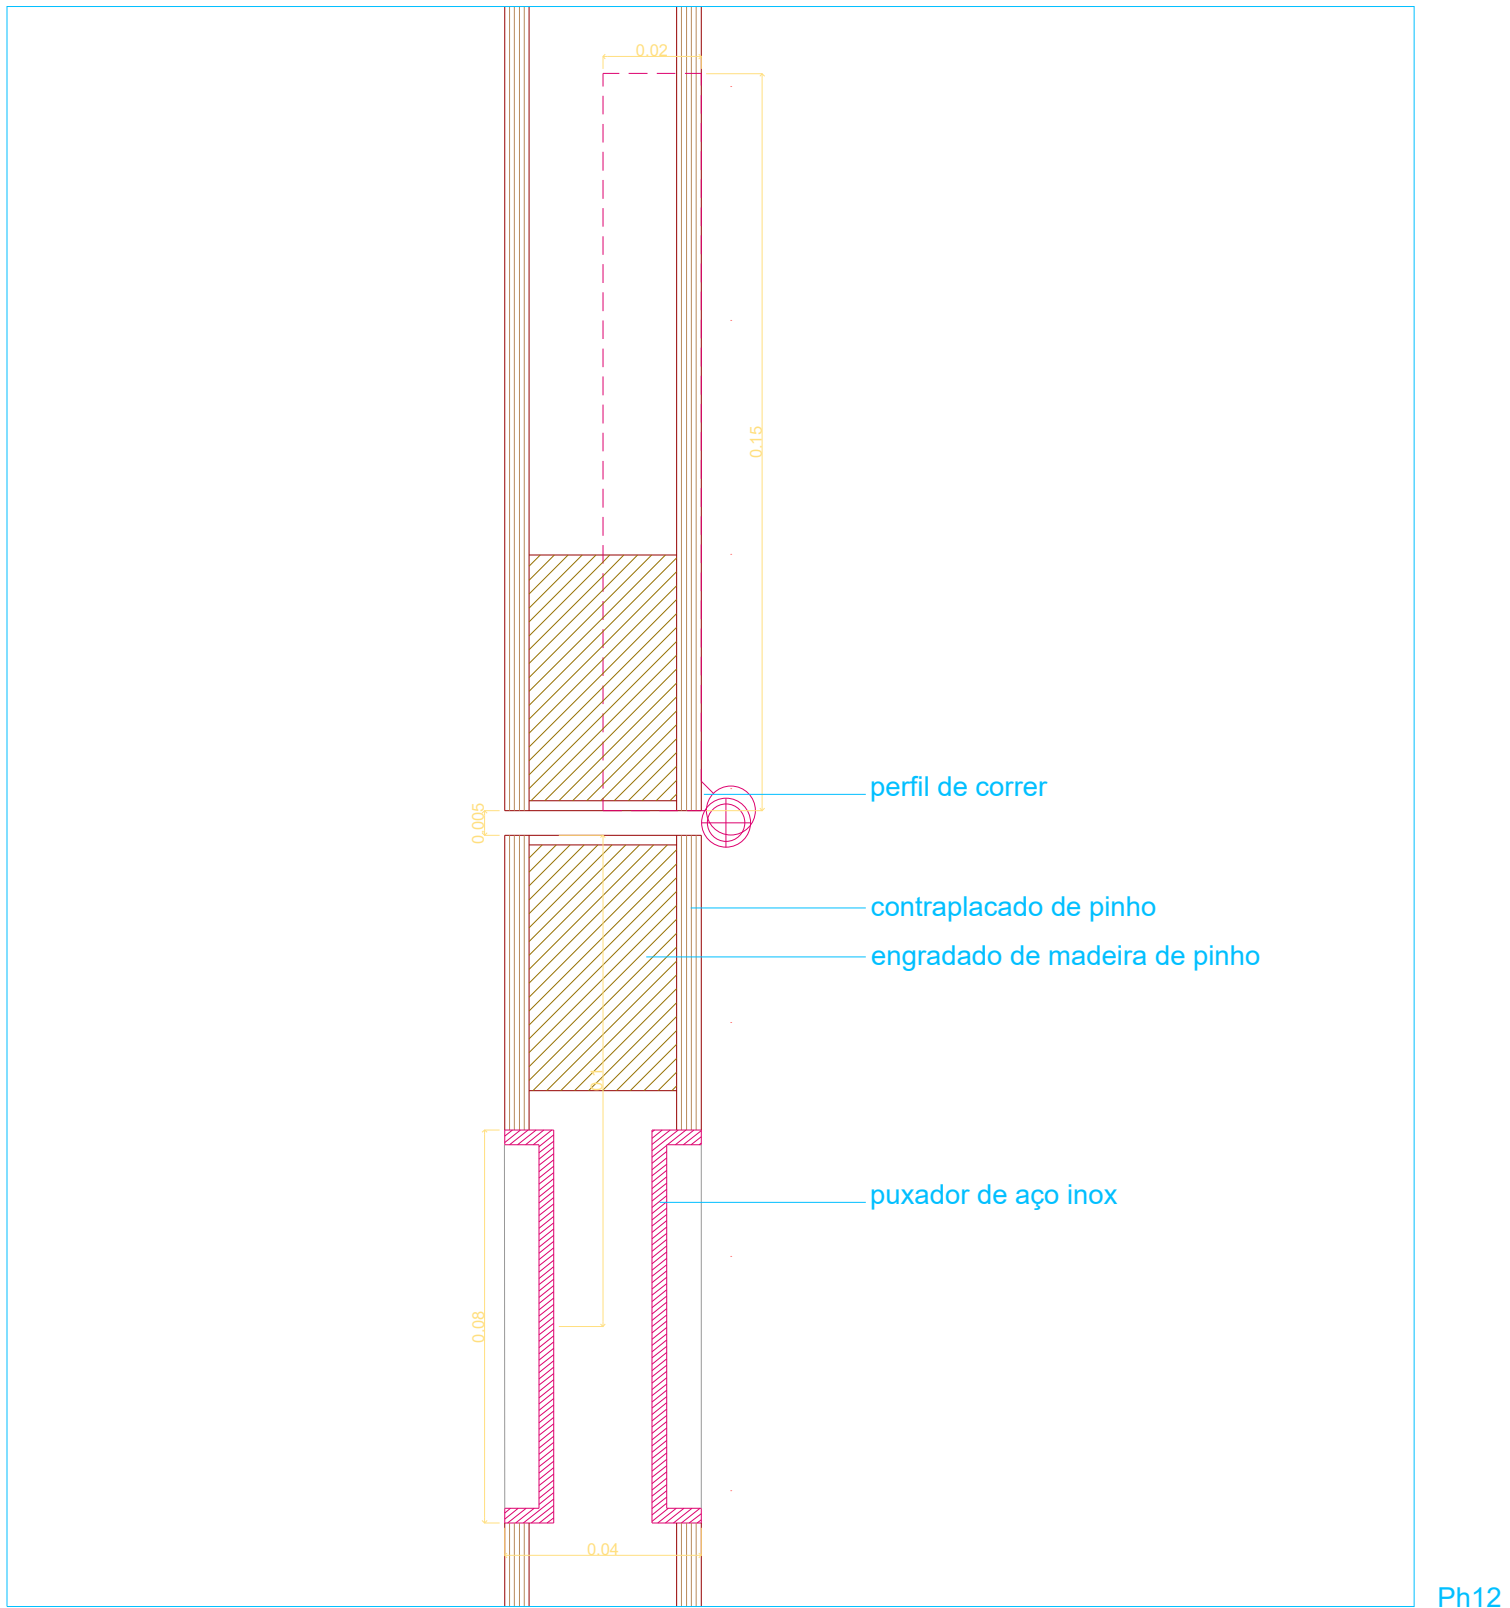 0.02
0.15
perfil de correr
0.005
contraplacado de pinho
engradado de madeira de pinho
puxador de aço inox
0.08
0.04
Ph12